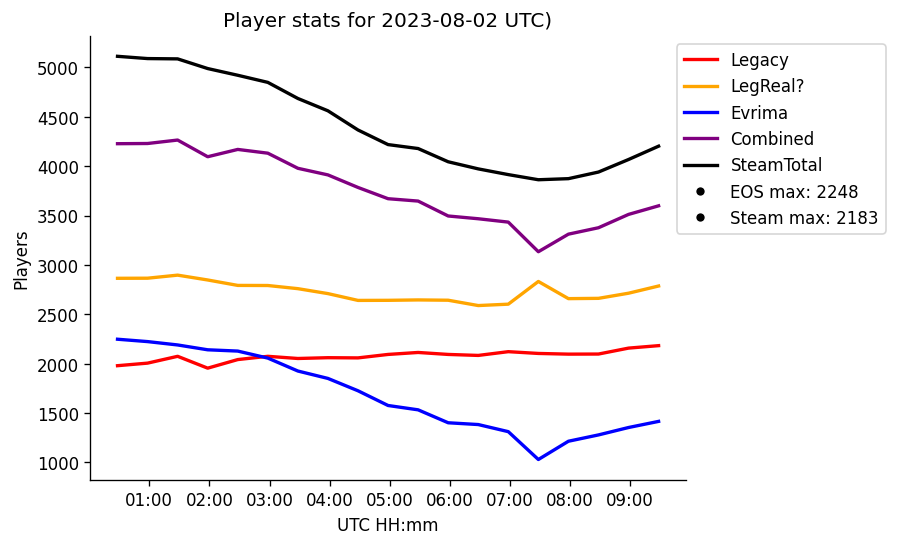 Player stats for 2023-08-02 UTC)
Legacy
LegReal?
Evrima
Combined
SteamTotal
EOS max: 2248
Steam max: 2183
Players
5000
4500
4000
3500
3000
2500
2000
1500
1000
01:00 02:00 03:00 04:00 05:00 06:00 07:00 08:00 09:00
UTC HH:mm